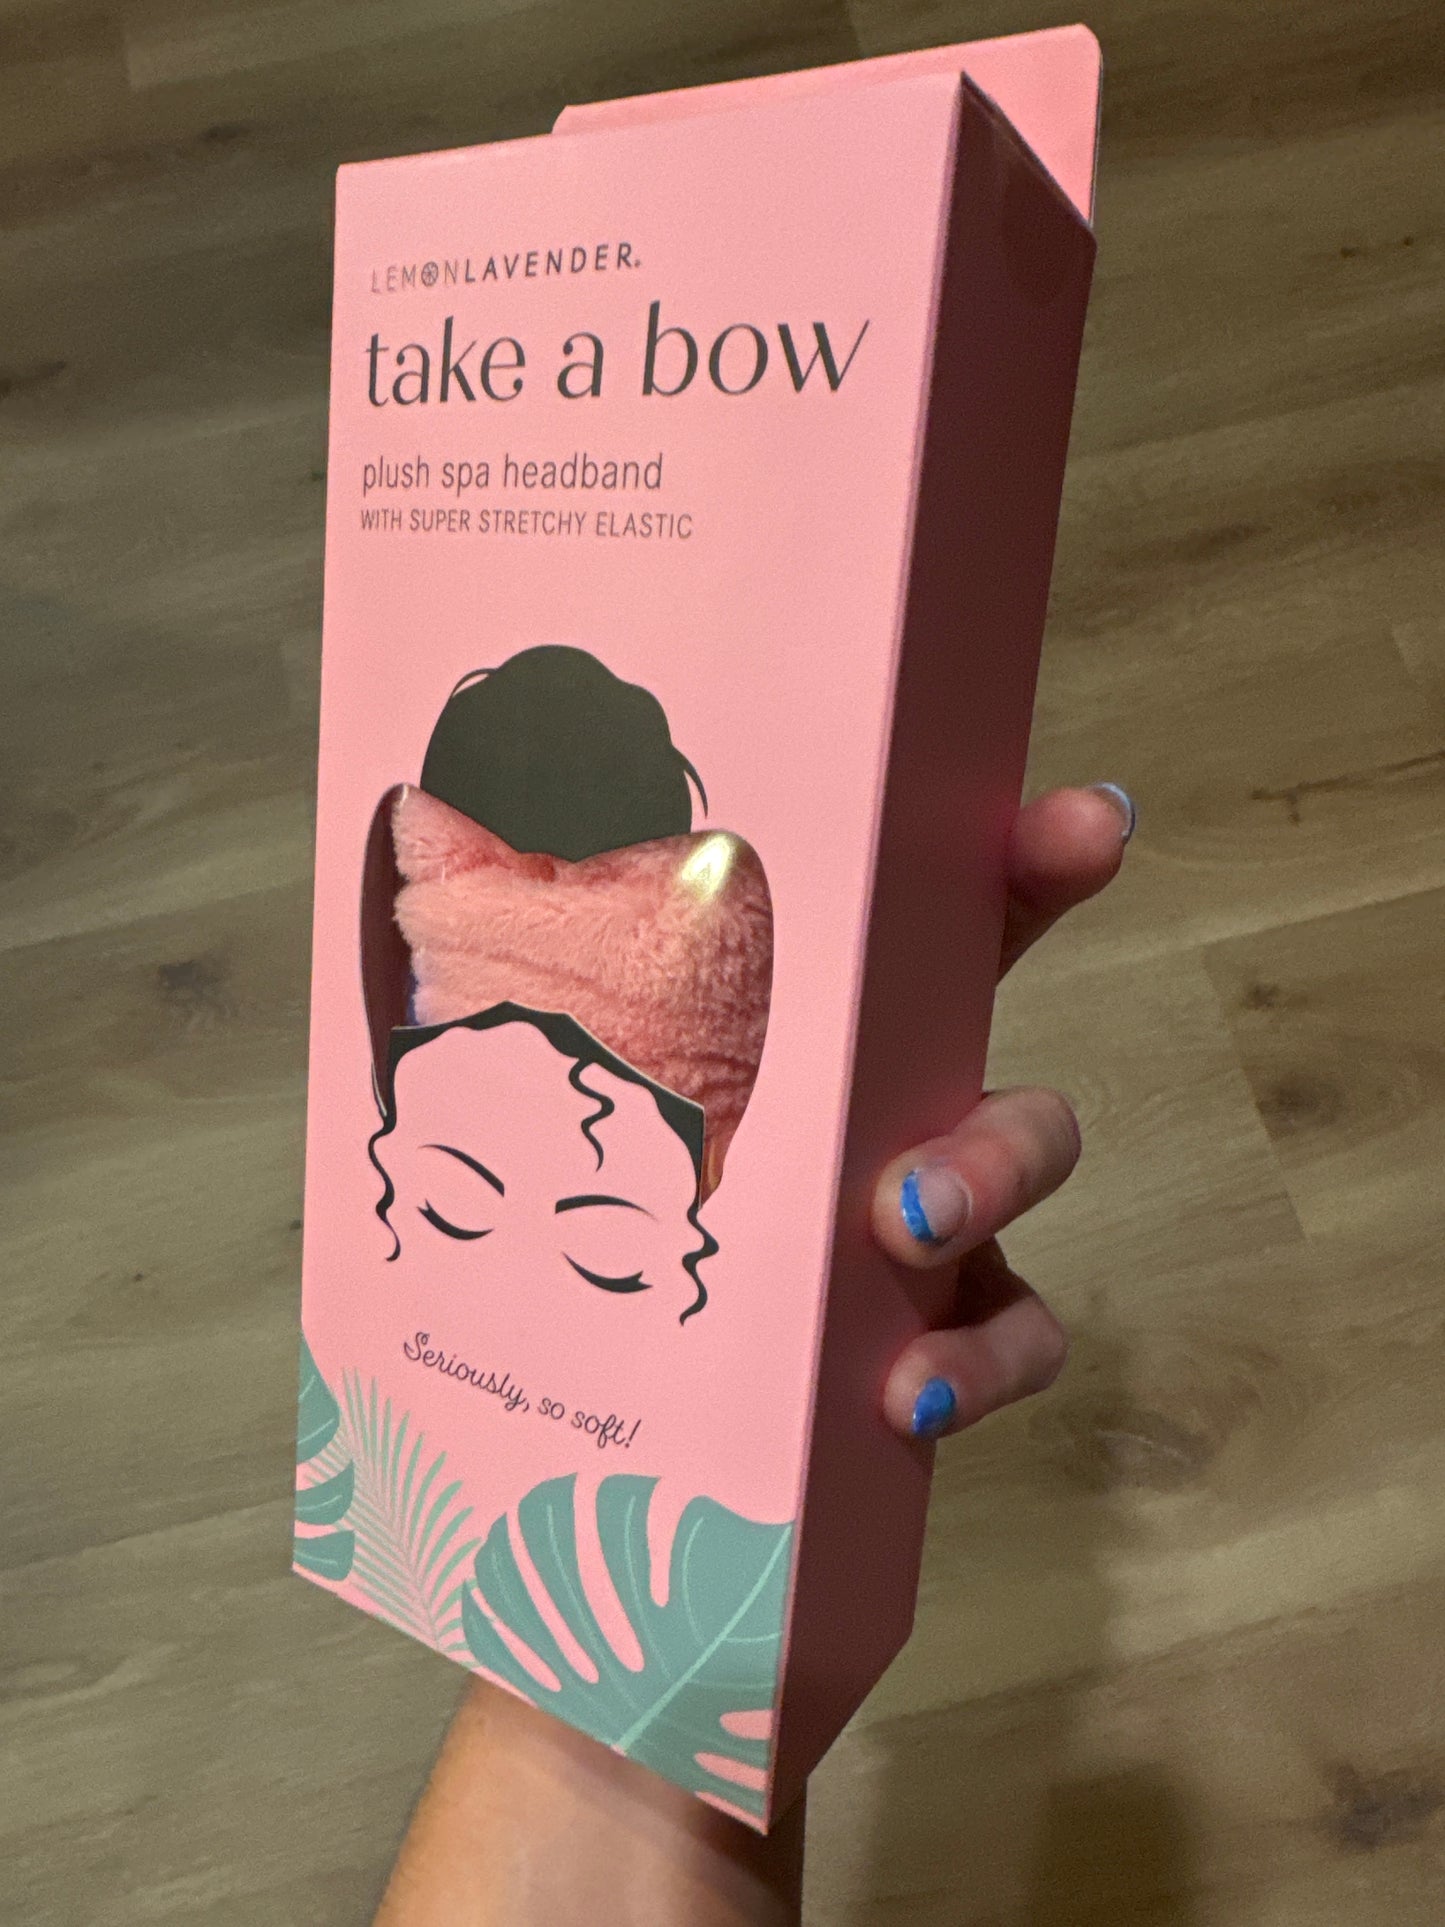 LEMONLAVENDER®
take a bow
plush spa headband
WITH SUPER STRETCHY ELASTIC
Seriously, so soft!